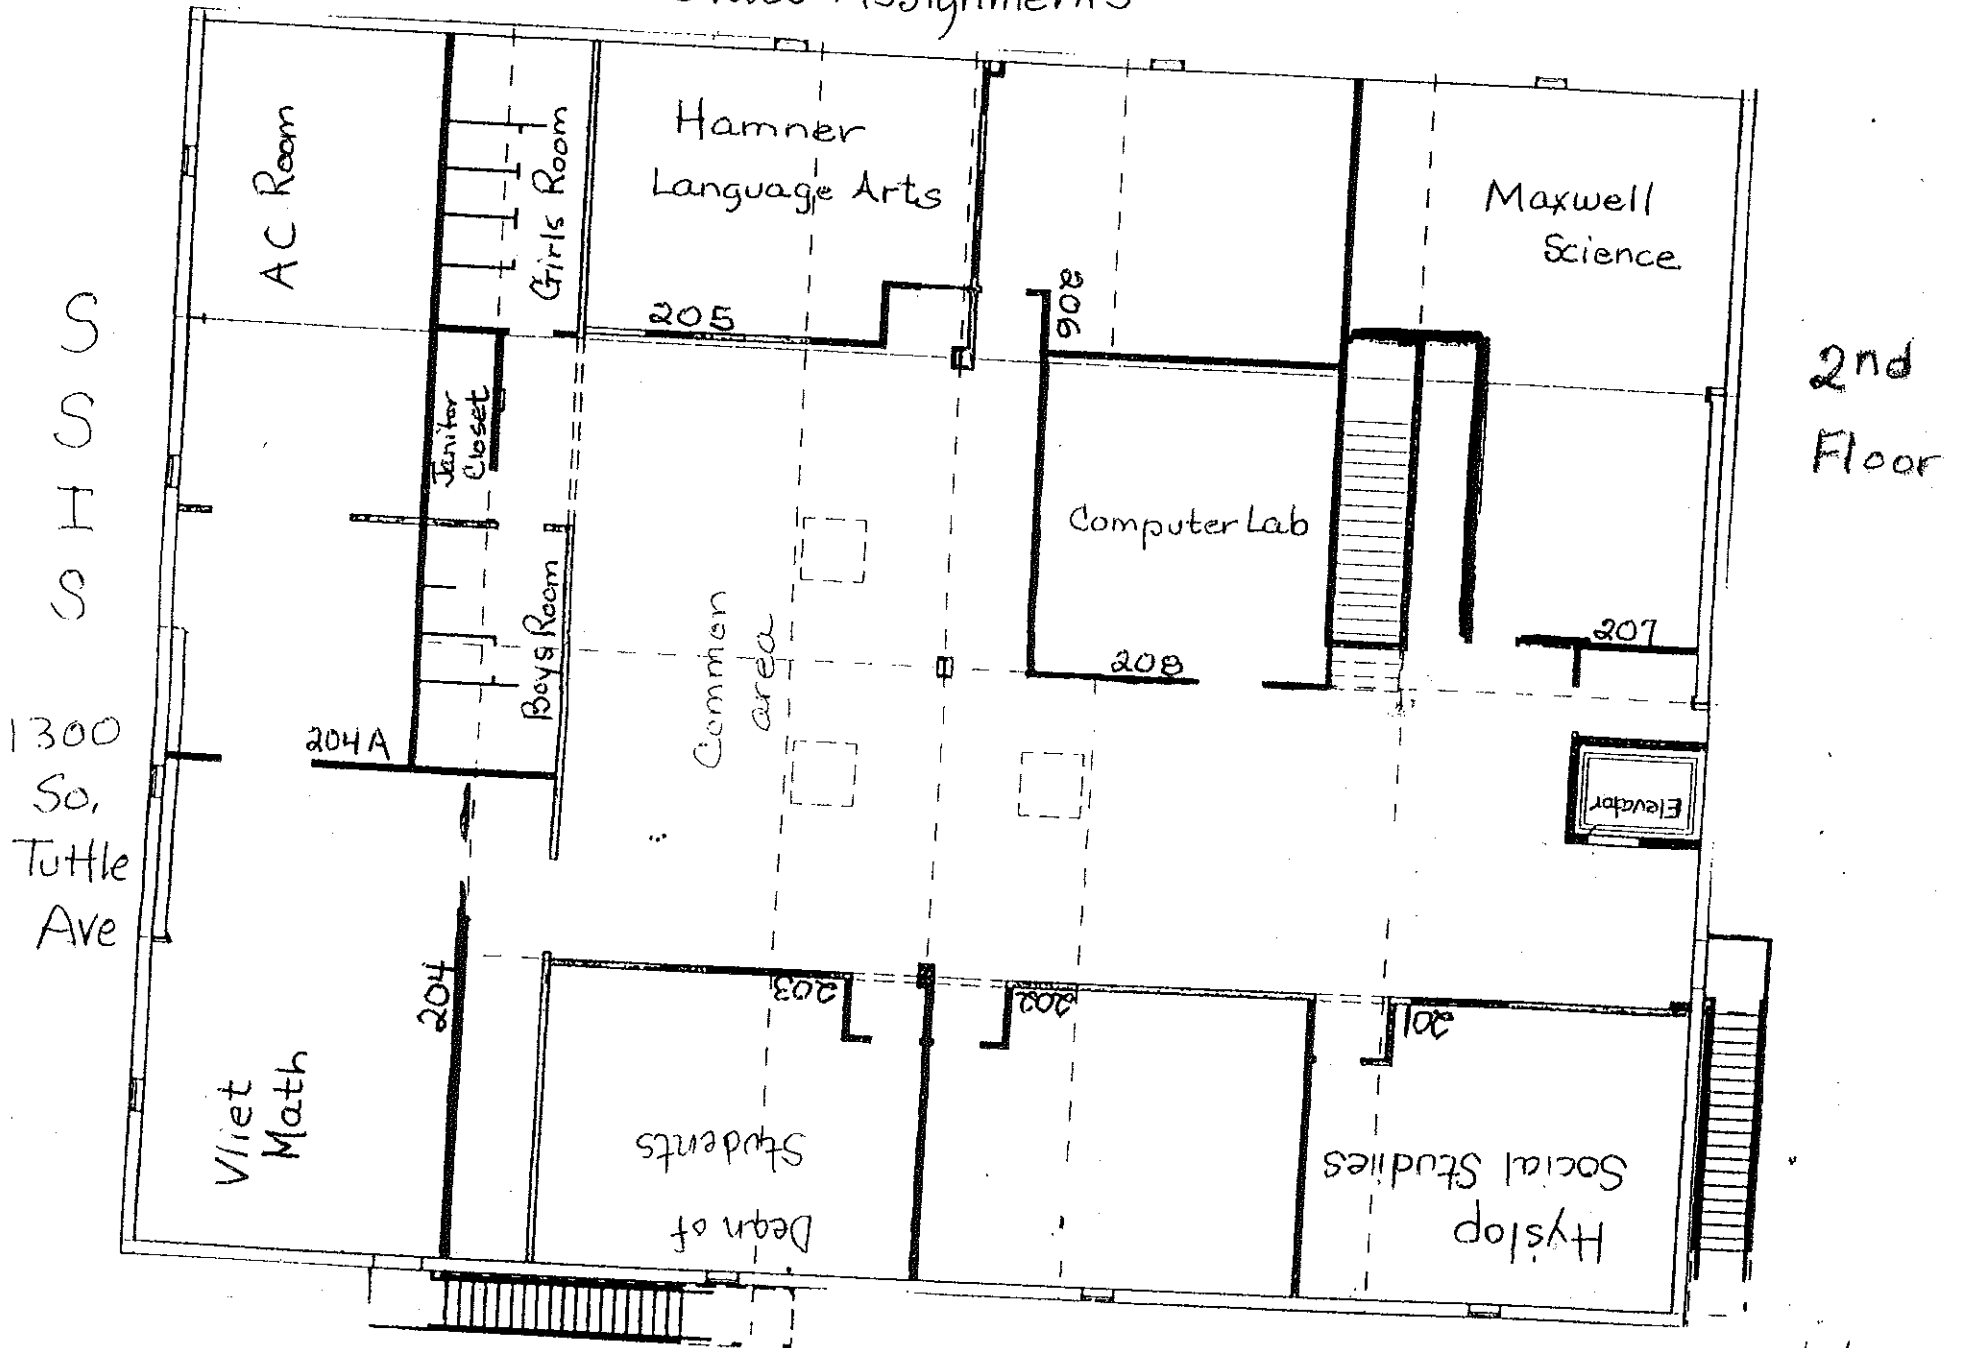 Assignments
AC Room
Girls Room
Hamner
Language Arts
205
206
Maxwell
Science
S
S
I
S
2nd
Floor
Janitor
Closet
Computer Lab
Boys Room
Common
area
208
207
1300
So.
Tuttle
Ave
204A
Elevator
204
203
202
201
Vliet
Math
Dean of
Students
Hyslop
Social Studiies